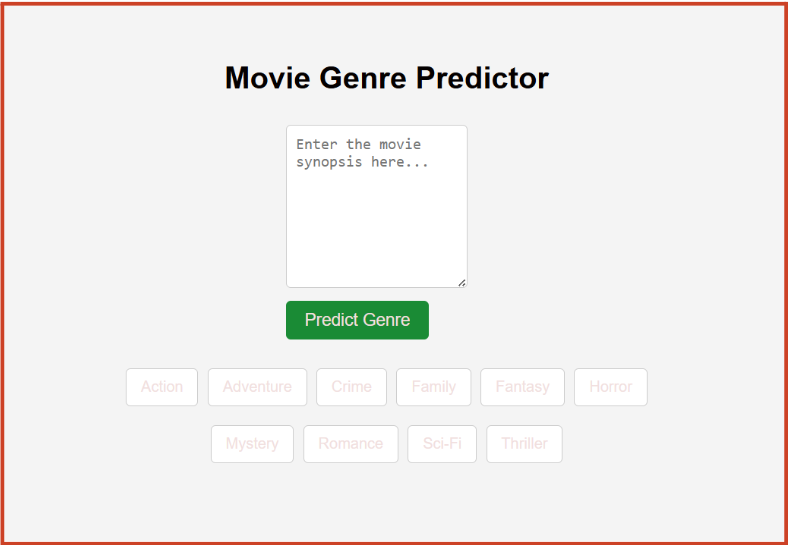 Movie Genre Predictor
Enter the movie
synopsis here...
Predict Genre
Action Adventure Crime Family Fantasy Horror
Mystery Romance Sci-Fi Thriller